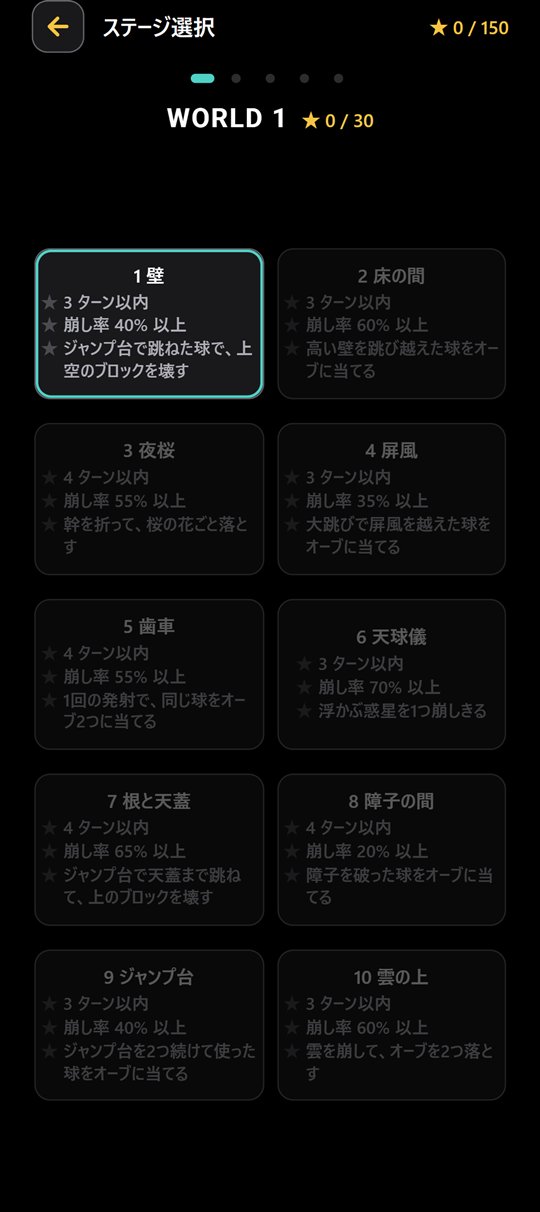 ステージ選択
★ 0 / 150
WORLD 1 ★ 0 / 30
1 壁
★ 3 ターン以内
★ 崩し率 40% 以上
★ ジャンプ台で跳ねた球で、上
空のブロックを壊す
2 床の間
★ 3 ターン以内
★ 崩し率 60% 以上
★ 高い壁を跳び越えた球をオー
ブに当てる
3 夜桜
★ 4 ターン以内
★ 崩し率 55% 以上
★ 幹を折って、桜の花ごと落と
す
4 屏風
★ 3 ターン以内
★ 崩し率 35% 以上
★ 大跳びで屏風を越えた球を
オーブに当てる
5 歯車
★ 4 ターン以内
★ 崩し率 55% 以上
★ 1回の発射で、同じ球をオー
ブ2つに当てる
6 天球儀
★ 3 ターン以内
★ 崩し率 70% 以上
★ 浮かぶ惑星を1つ崩しきる
7 根と天蓋
★ 4 ターン以内
★ 崩し率 65% 以上
★ ジャンプ台で天蓋まで跳ね
て、上のブロックを壊す
8 障子の間
★ 4 ターン以内
★ 崩し率 20% 以上
★ 障子を破った球をオーブに当
てる
9 ジャンプ台
★ 3 ターン以内
★ 崩し率 40% 以上
★ ジャンプ台を2つ続けて使った
球をオーブに当てる
10 雲の上
★ 3 ターン以内
★ 崩し率 60% 以上
★ 雲を崩して、オーブを2つ落と
す